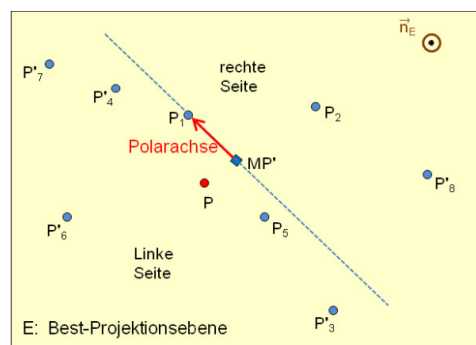 n⃗E
P'7
P'4
rechte
Seite
P1
P2
Polarachse
MP'
P'8
P
P'6
P5
Linke
Seite
P'3
E: Best-Projektionsebene